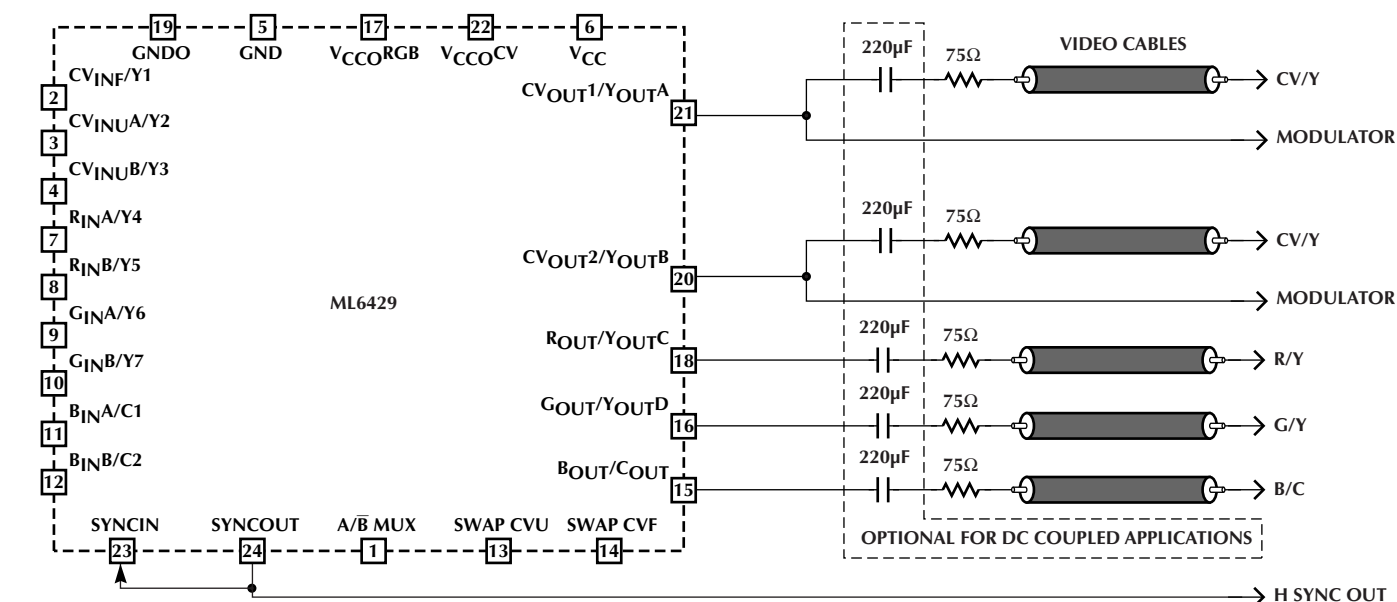 19 5 17 22 6
GNDO GND VCCORGB VCCOCV VCC
CVINF/Y1
2
CVINUA/Y2
3
CVINUB/Y3
4
RINA/Y4
7
RINB/Y5
8
GINA/Y6
9
GINB/Y7
10
BINA/C1
11
BINB/C2
12
ML6429
CVOUT1/YOUTA
21
CVOUT2/YOUTB
20
ROUT/YOUTC
18
GOUT/YOUTD
16
BOUT/COUT
15
SYNCIN SYNCOUT A/B̅ MUX SWAP CVU SWAP CVF
23 24 1 13 14
220µF 75Ω VIDEO CABLES
CV/Y
MODULATOR
220µF 75Ω
CV/Y
MODULATOR
220µF 75Ω
R/Y
220µF 75Ω
G/Y
220µF 75Ω
B/C
OPTIONAL FOR DC COUPLED APPLICATIONS
H SYNC OUT